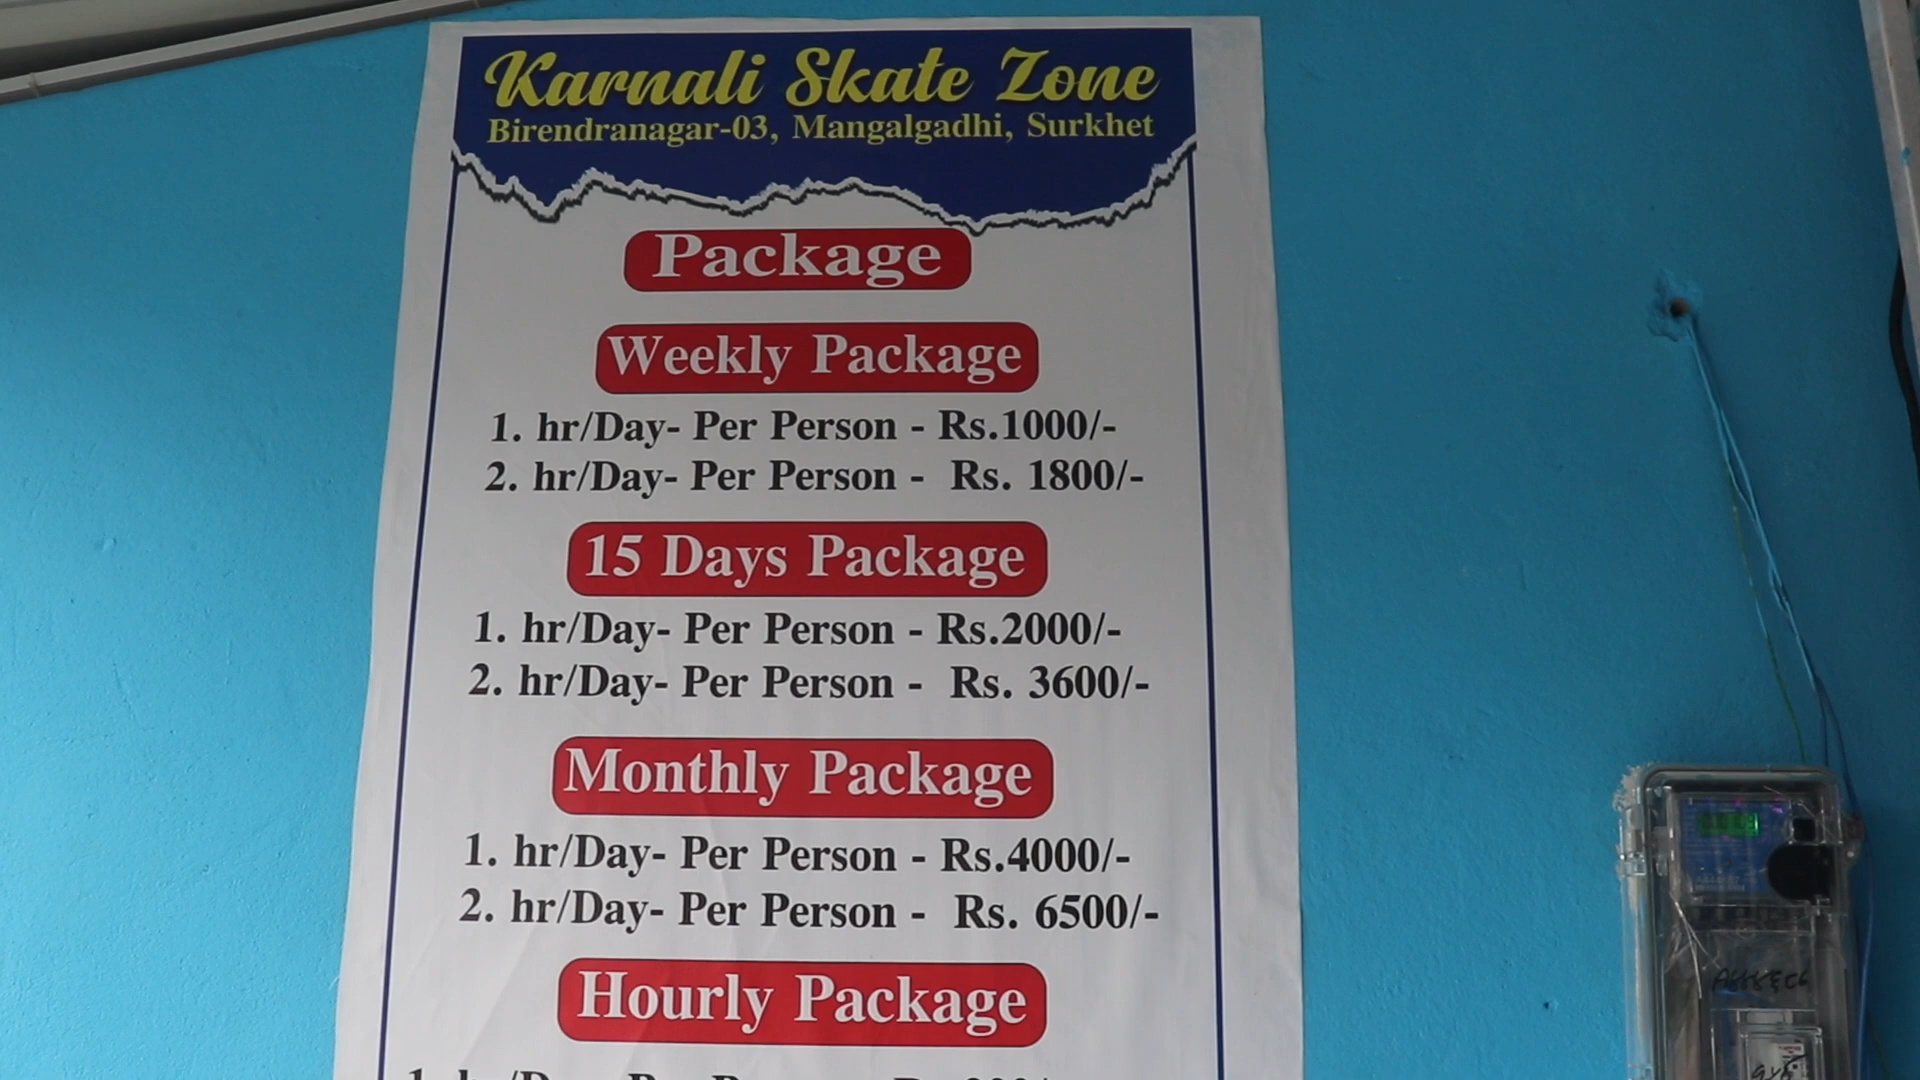 Karnali Skate Zone
Birendranagar-03, Mangalgadhi, Surkhet
Package
Weekly Package
1. hr/Day- Per Person - Rs.1000/-
2. hr/Day- Per Person - Rs. 1800/-
15 Days Package
1. hr/Day- Per Person - Rs.2000/-
2. hr/Day- Per Person - Rs. 3600/-
Monthly Package
1. hr/Day- Per Person - Rs.4000/-
2. hr/Day- Per Person - Rs. 6500/-
Hourly Package